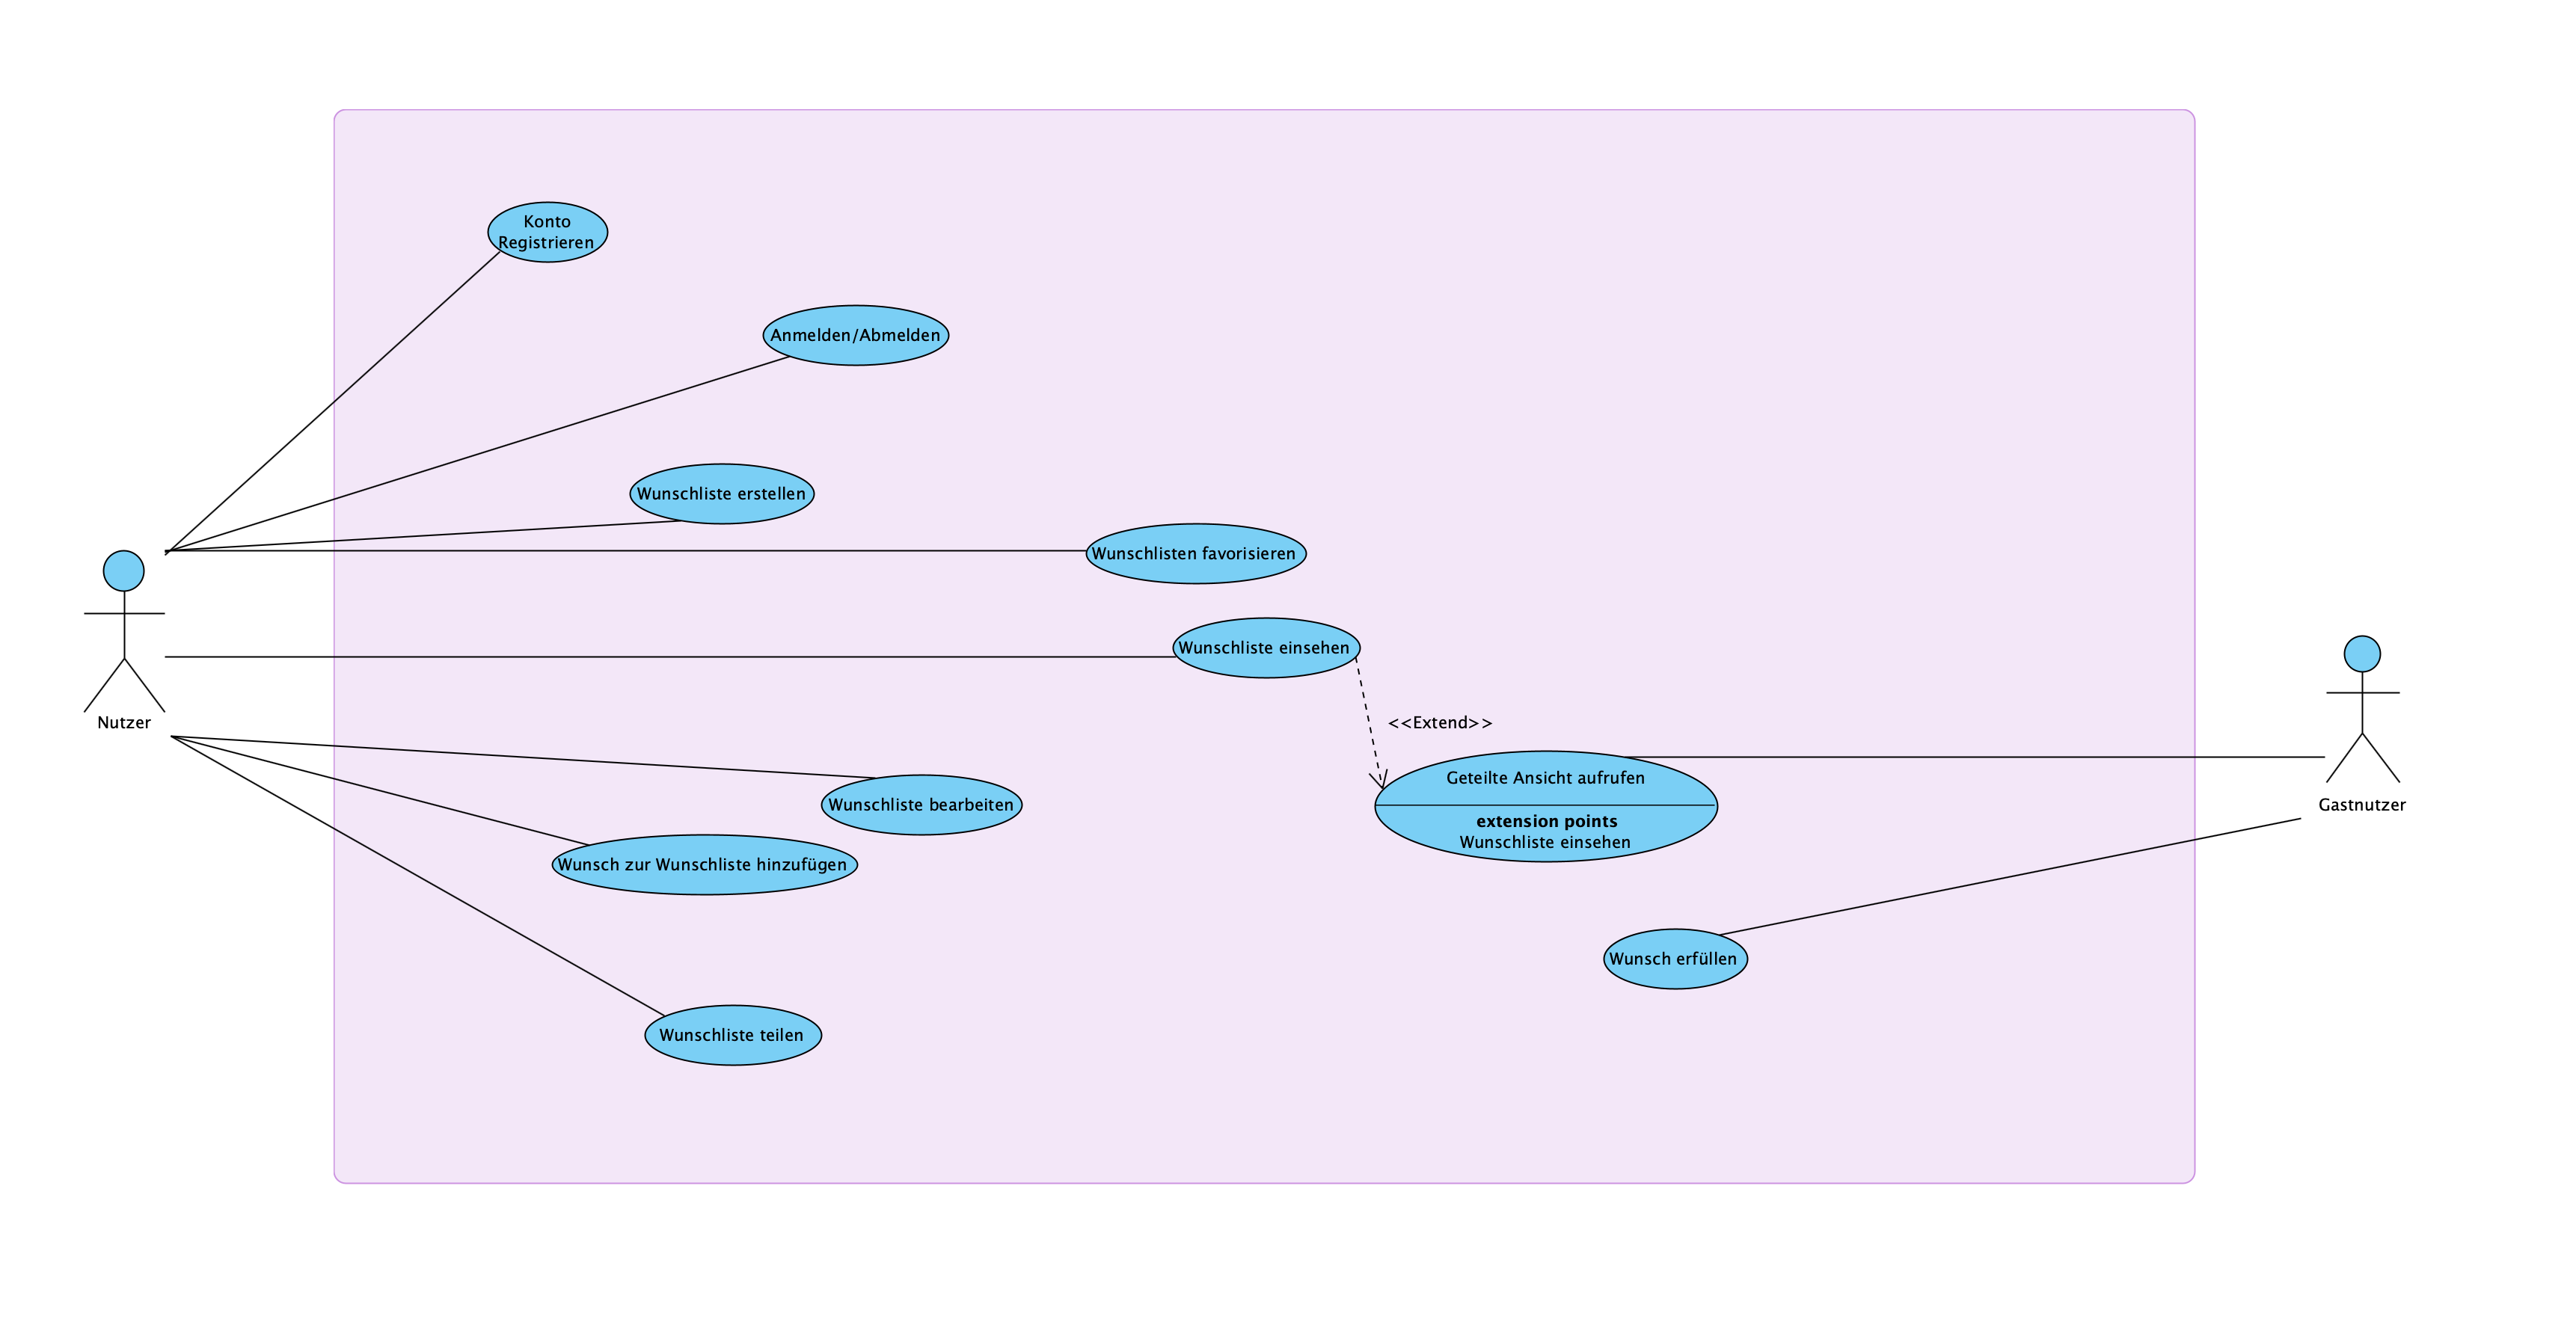 Konto
Registrieren
Anmelden/Abmelden
Wunschliste erstellen
Wunschlisten favorisieren
Wunschliste einsehen
Nutzer
<<Extend>>
Geteilte Ansicht aufrufen
extension points
Wunschliste einsehen
Wunschliste bearbeiten
Gastnutzer
Wunsch zur Wunschliste hinzufügen
Wunsch erfüllen
Wunschliste teilen